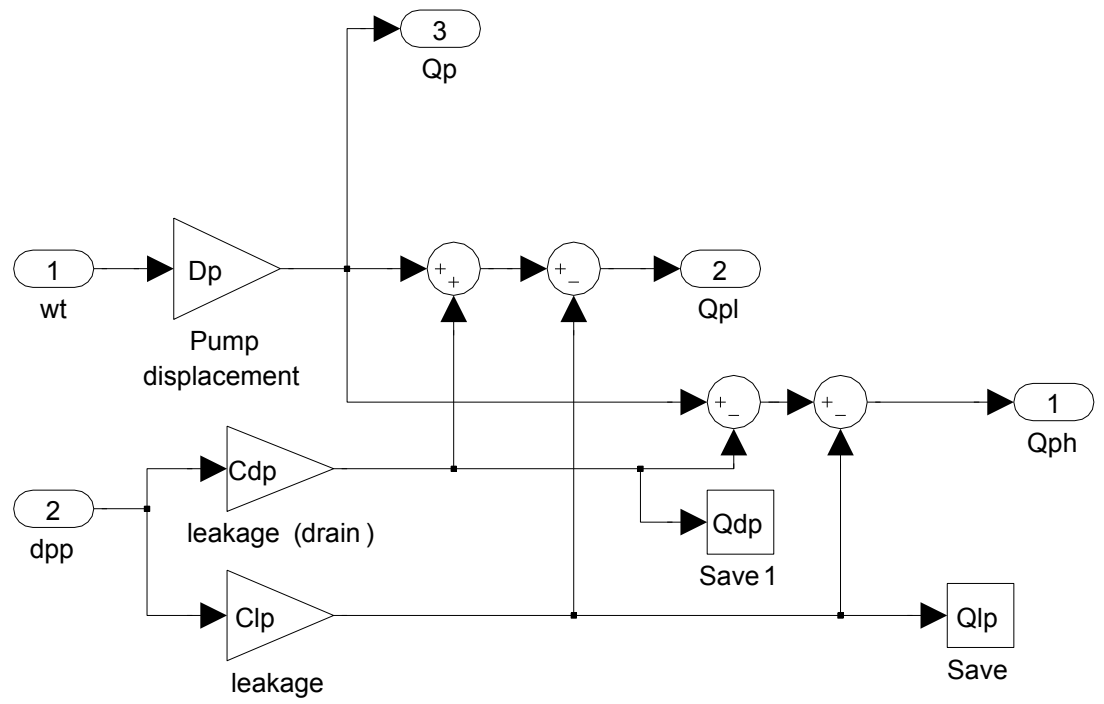 3
Qp
1
wt
Dp
Pump
displacement
+
+
+
−
2
Qpl
+
−
+
−
1
Qph
2
dpp
Cdp
leakage (drain )
Qdp
Save 1
Clp
leakage
Qlp
Save